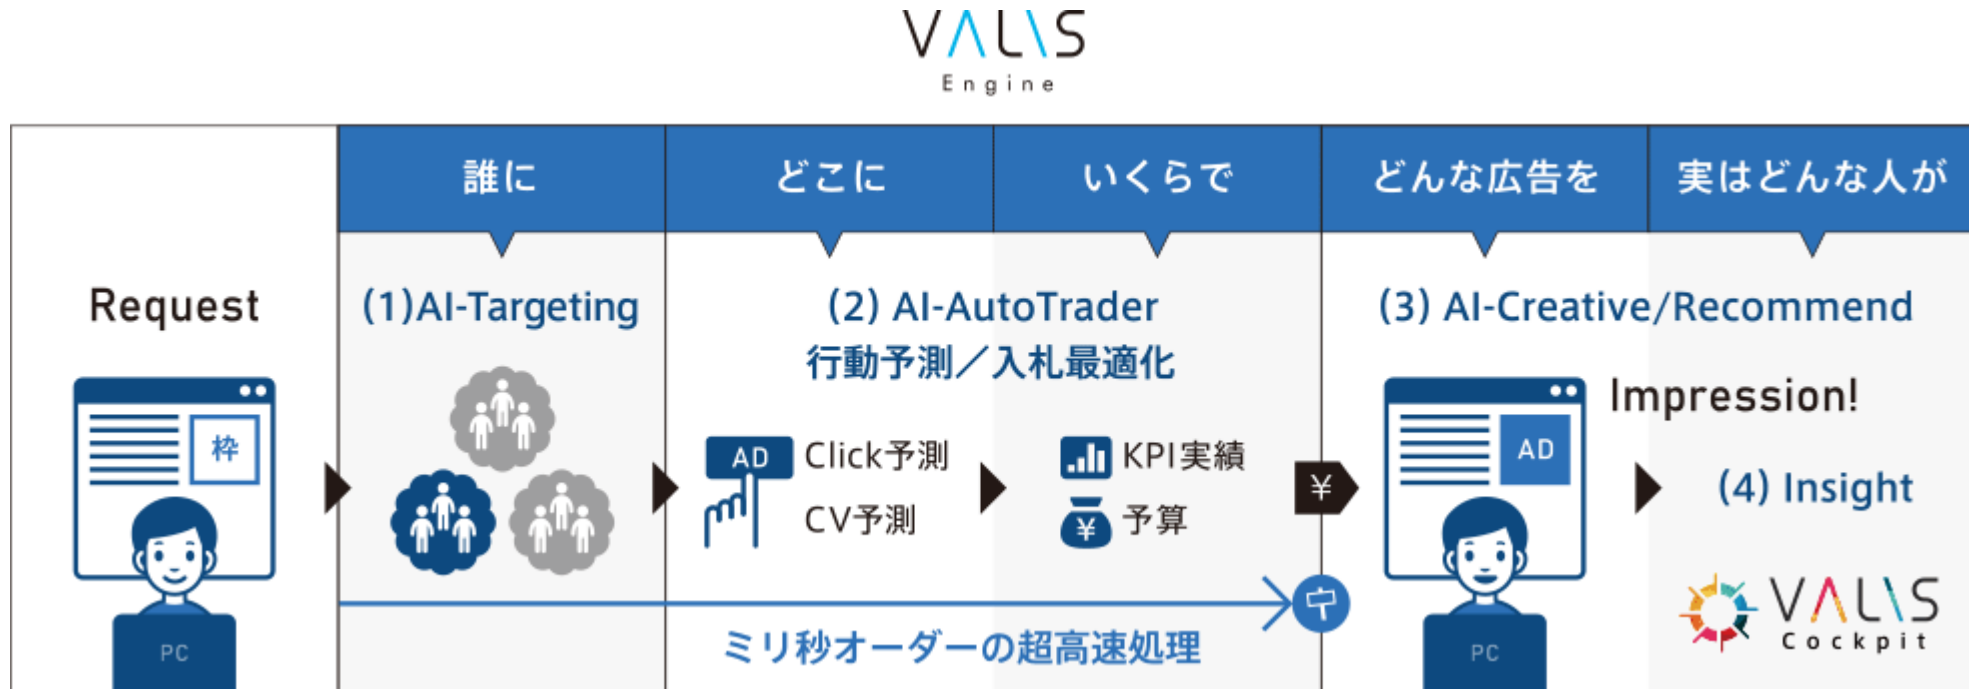 VALIS
Engine
誰に
どこに
いくらで
どんな広告を
実はどんな人が
Request
枠
PC
(1)AI-Targeting
(2) AI-AutoTrader
行動予測／入札最適化
AD
Click予測
CV予測
KPI実績
¥
予算
¥
ミリ秒オーダーの超高速処理
(3) AI-Creative/Recommend
Impression!
AD
PC
(4) Insight
VALIS
Cockpit